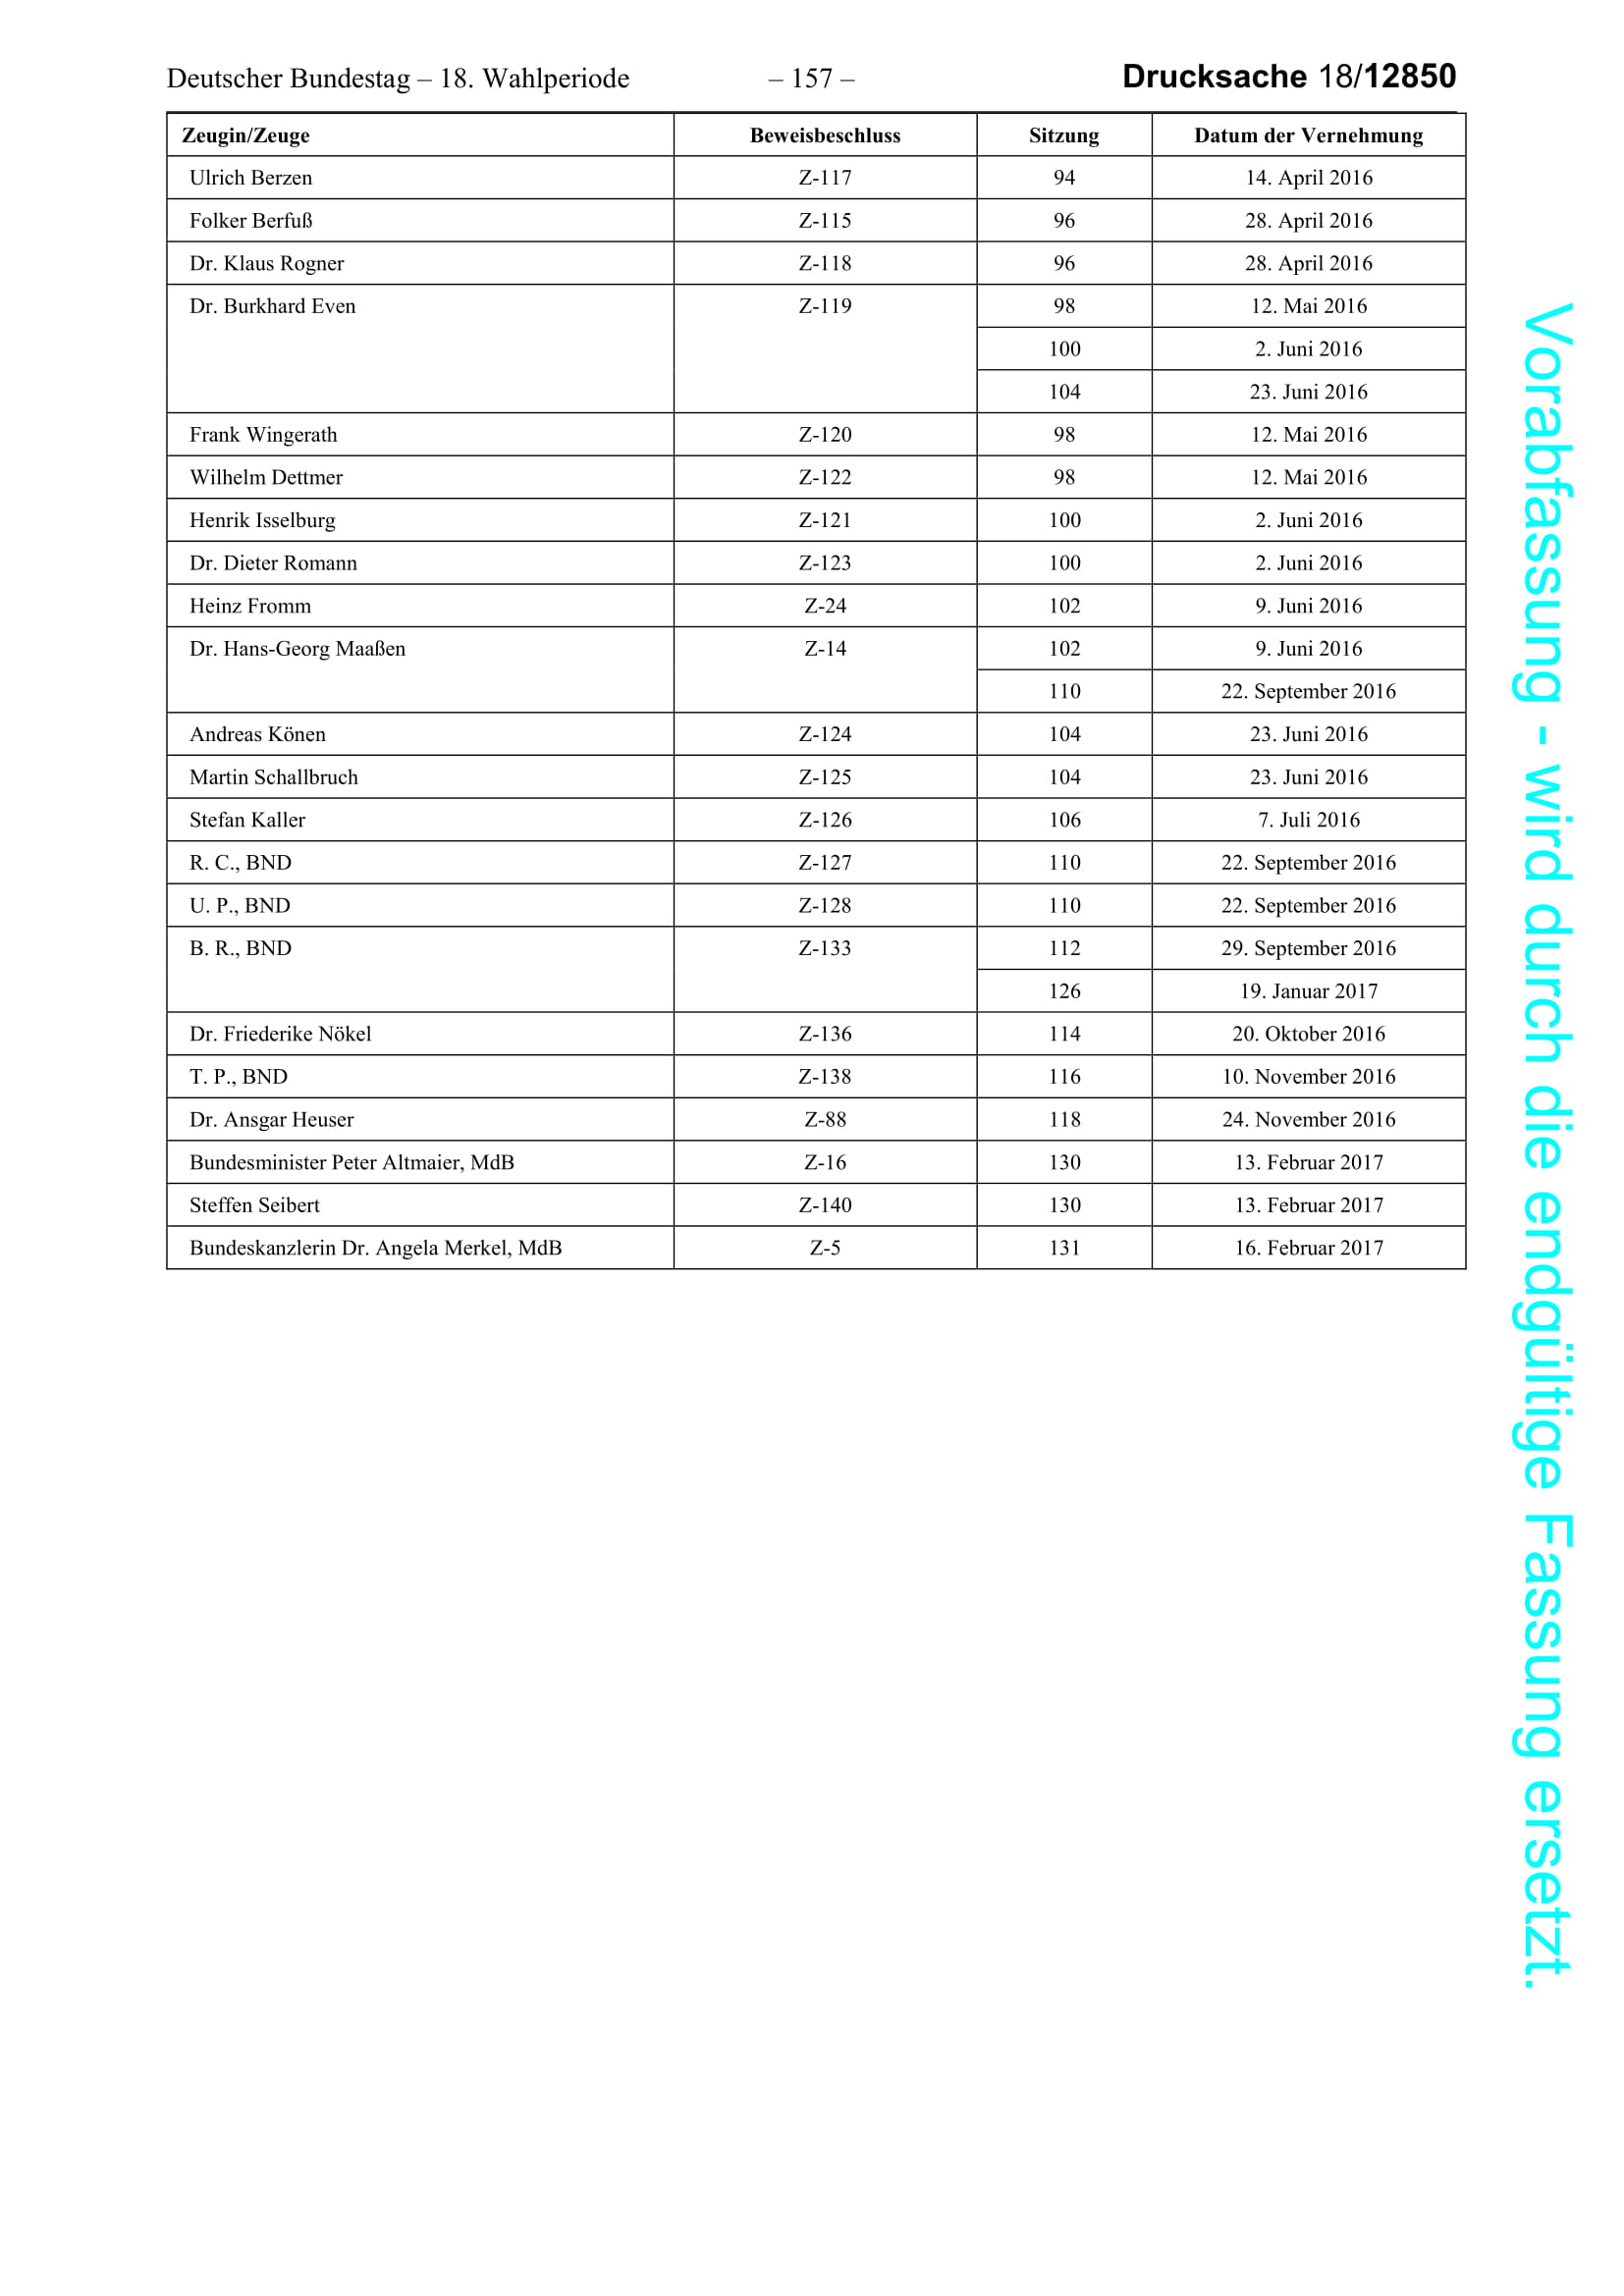 Deutscher Bundestag – 18. Wahlperiode – 157 – Drucksache 18/12850
Zeugin/Zeuge Beweisbeschluss Sitzung Datum der Vernehmung
Ulrich Berzen Z-117 94 14. April 2016
Folker Berfuß Z-115 96 28. April 2016
Dr. Klaus Rogner Z-118 96 28. April 2016
Dr. Burkhard Even Z-119 98 12. Mai 2016
100 2. Juni 2016
104 23. Juni 2016
Frank Wingerath Z-120 98 12. Mai 2016
Wilhelm Dettmer Z-122 98 12. Mai 2016
Henrik Isselburg Z-121 100 2. Juni 2016
Dr. Dieter Romann Z-123 100 2. Juni 2016
Heinz Fromm Z-24 102 9. Juni 2016
Dr. Hans-Georg Maaßen Z-14 102 9. Juni 2016
110 22. September 2016
Andreas Könen Z-124 104 23. Juni 2016
Martin Schallbruch Z-125 104 23. Juni 2016
Stefan Kaller Z-126 106 7. Juli 2016
R. C., BND Z-127 110 22. September 2016
U. P., BND Z-128 110 22. September 2016
B. R., BND Z-133 112 29. September 2016
126 19. Januar 2017
Dr. Friederike Nökel Z-136 114 20. Oktober 2016
T. P., BND Z-138 116 10. November 2016
Dr. Ansgar Heuser Z-88 118 24. November 2016
Bundesminister Peter Altmaier, MdB Z-16 130 13. Februar 2017
Steffen Seibert Z-140 130 13. Februar 2017
Bundeskanzlerin Dr. Angela Merkel, MdB Z-5 131 16. Februar 2017
Vorabfassung - wird durch die endgültige Fassung ersetzt.